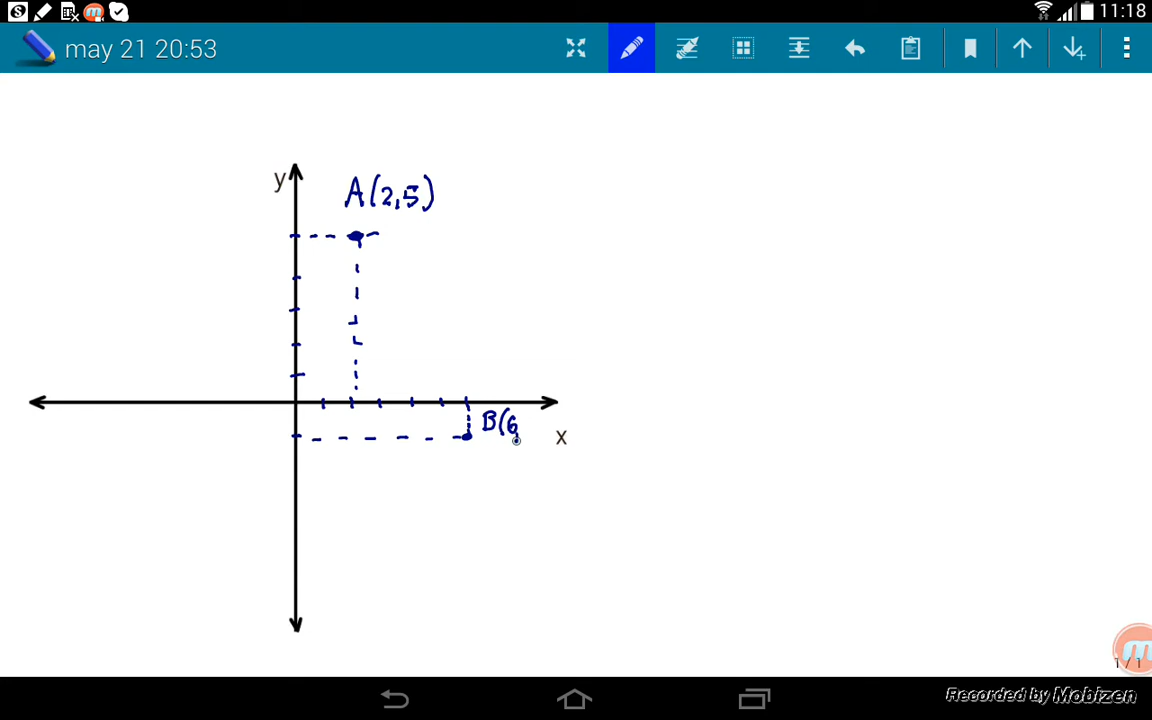 11:18
may 21 20:53
y
A(2,5)
B(6,
x
1/1
Recorded by Mobizen